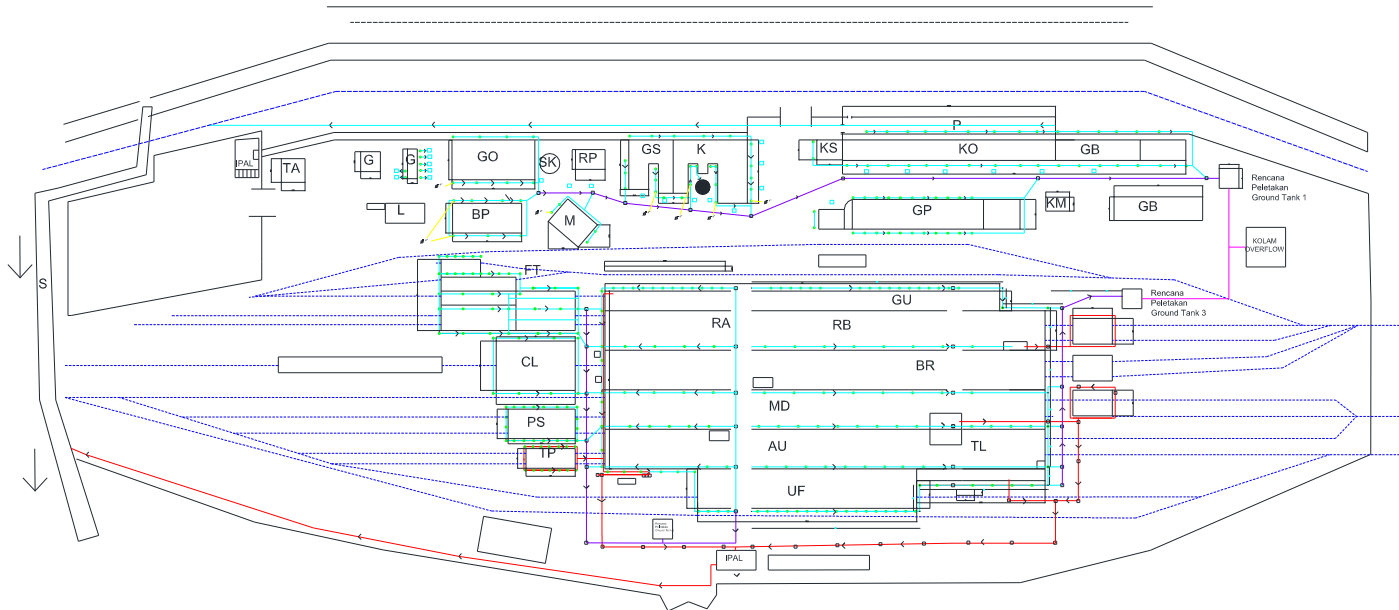 P
GS
K
KS
KO
GB
GO
SK
RP
IPAL
TA
G
G
Rencana
Peletakan
Ground Tank 1
L
BP
M
GP
KM
GB
KOLAM
OVERFLOW
S
FT
GU
Rencana
Peletakan
Ground Tank 3
RA
RB
CL
BR
MD
PS
AU
TL
TP
UF
IPAL